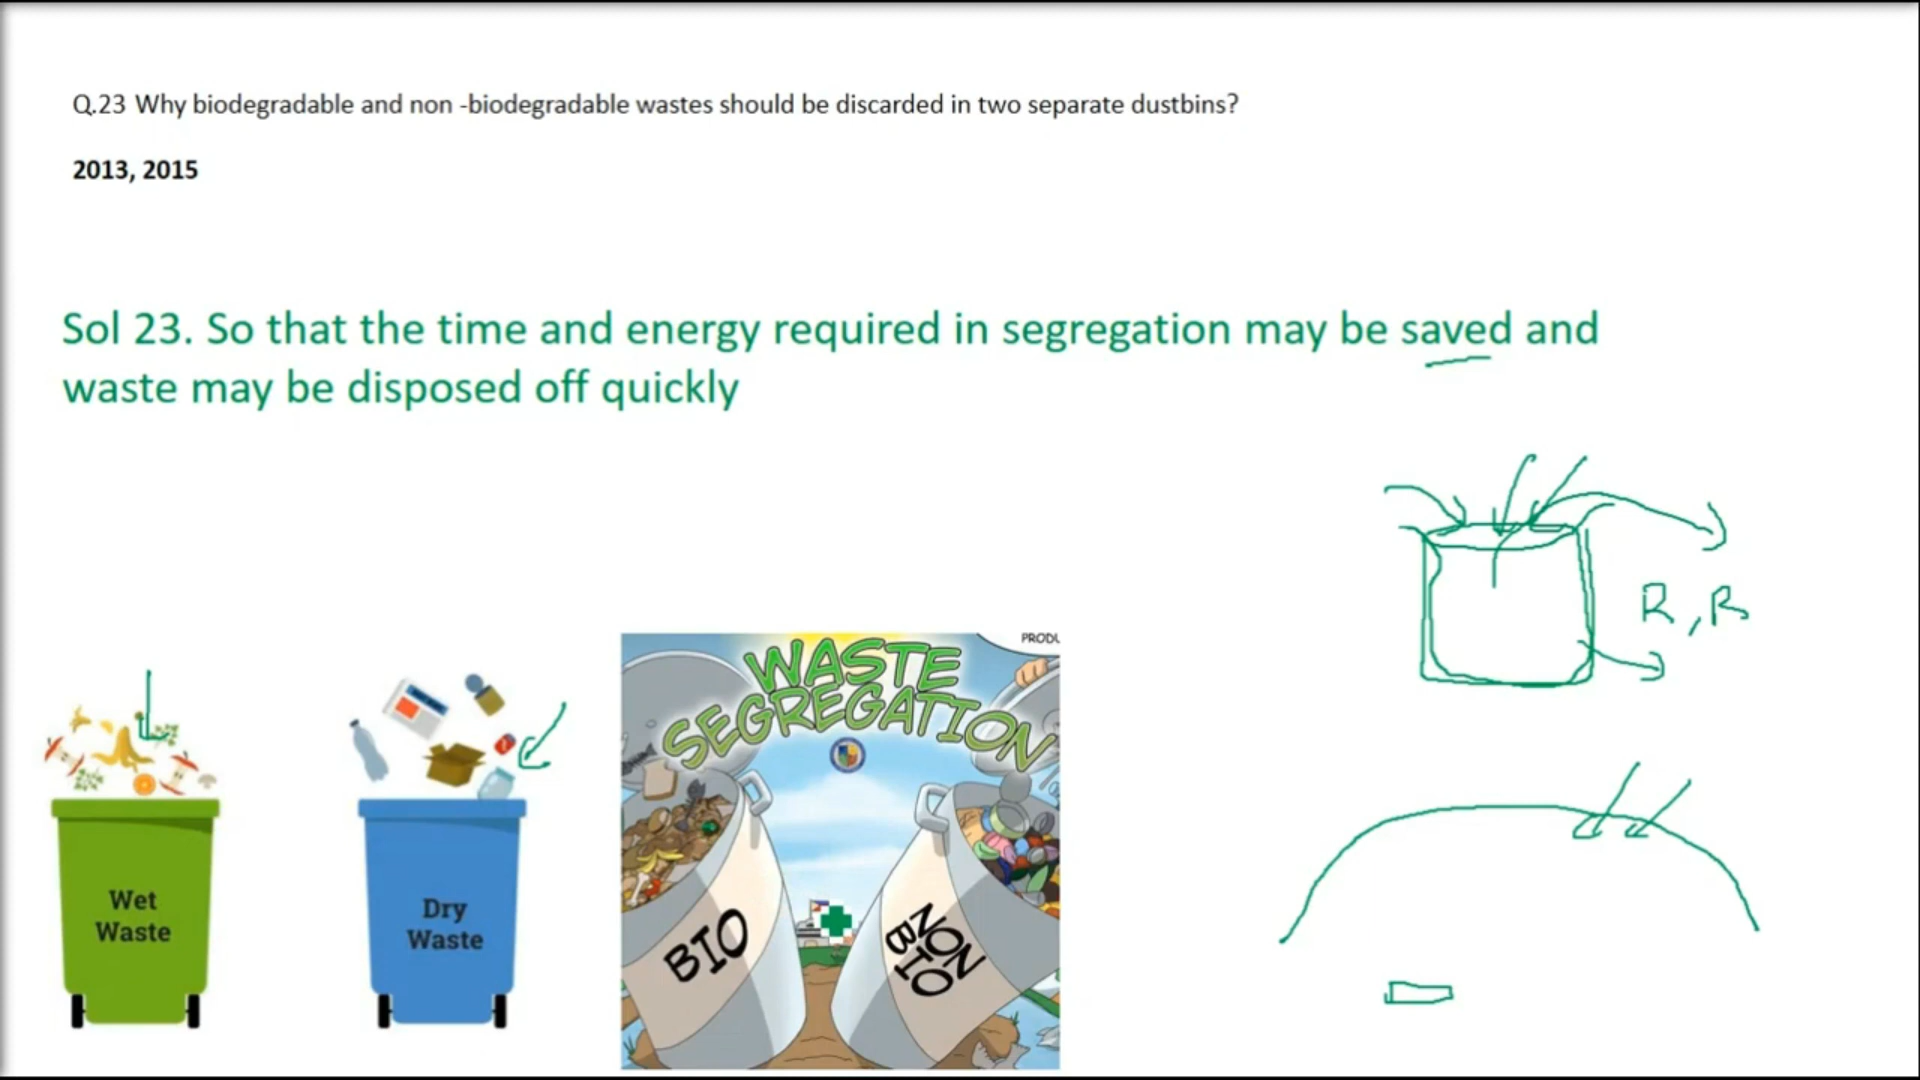 Q.23 Why biodegradable and non -biodegradable wastes should be discarded in two separate dustbins?
2013, 2015
Sol 23. So that the time and energy required in segregation may be saved and
waste may be disposed off quickly
R, R
PRODU
WASTE
SEGREGATION
Wet
Waste
Dry
Waste
BIO
NON
BIO